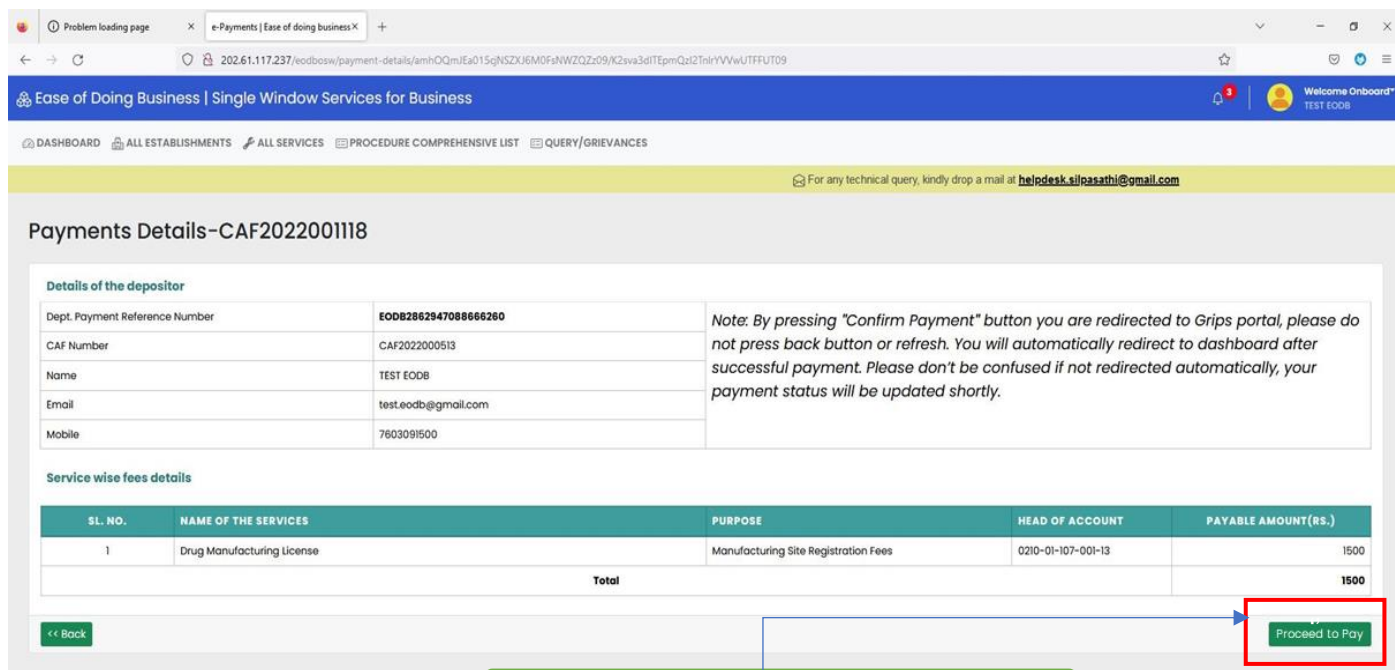 Problem loading page
e-Payments | Ease of doing business
202.61.117.237/eodbosw/payment-details/
Ease of Doing Business | Single Window Services for Business
3
Welcome Onboard
TEST EODB
DASHBOARD ALL ESTABLISHMENTS ALL SERVICES PROCEDURE COMPREHENSIVE LIST QUERY/GRIEVANCES
For any technical query, kindly drop a mail at helpdesk.silpasathi@gmail.com
Payments Details-CAF2022001118
Details of the depositor
Dept. Payment Reference Number EODB2862947088666260
CAF Number CAF2022000513
Name TEST EODB
Email test.eodb@gmail.com
Mobile 7603091500
Note: By pressing "Confirm Payment" button you are redirected to Grips portal, please do
not press back button or refresh. You will automatically redirect to dashboard after
successful payment. Please don't be confused if not redirected automatically, your
payment status will be updated shortly.
Service wise fees details
SL. NO. NAME OF THE SERVICES PURPOSE HEAD OF ACCOUNT PAYABLE AMOUNT(RS.)
1 Drug Manufacturing License Manufacturing Site Registration Fees 0210-01-107-001-13 1500
Total 1500
<< Back
Proceed to Pay